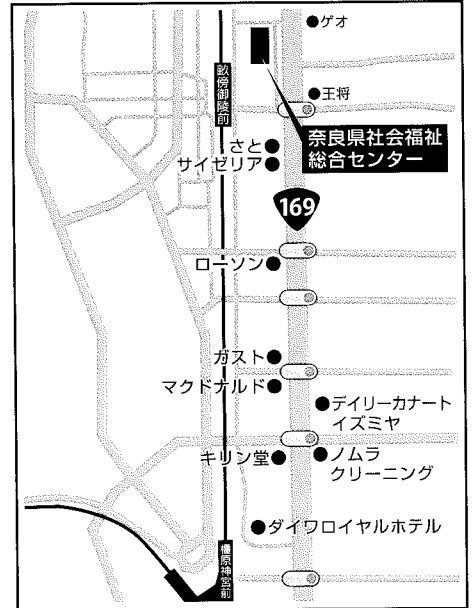 ゲオ
畝傍御陵前
王将
奈良県社会福祉
総合センター
さと
サイゼリア
169
ローソン
ガスト
マクドナルド
デイリーカナート
イズミヤ
キリン堂
ノムラ
クリーニング
ダイワロイヤルホテル
橿原神宮前